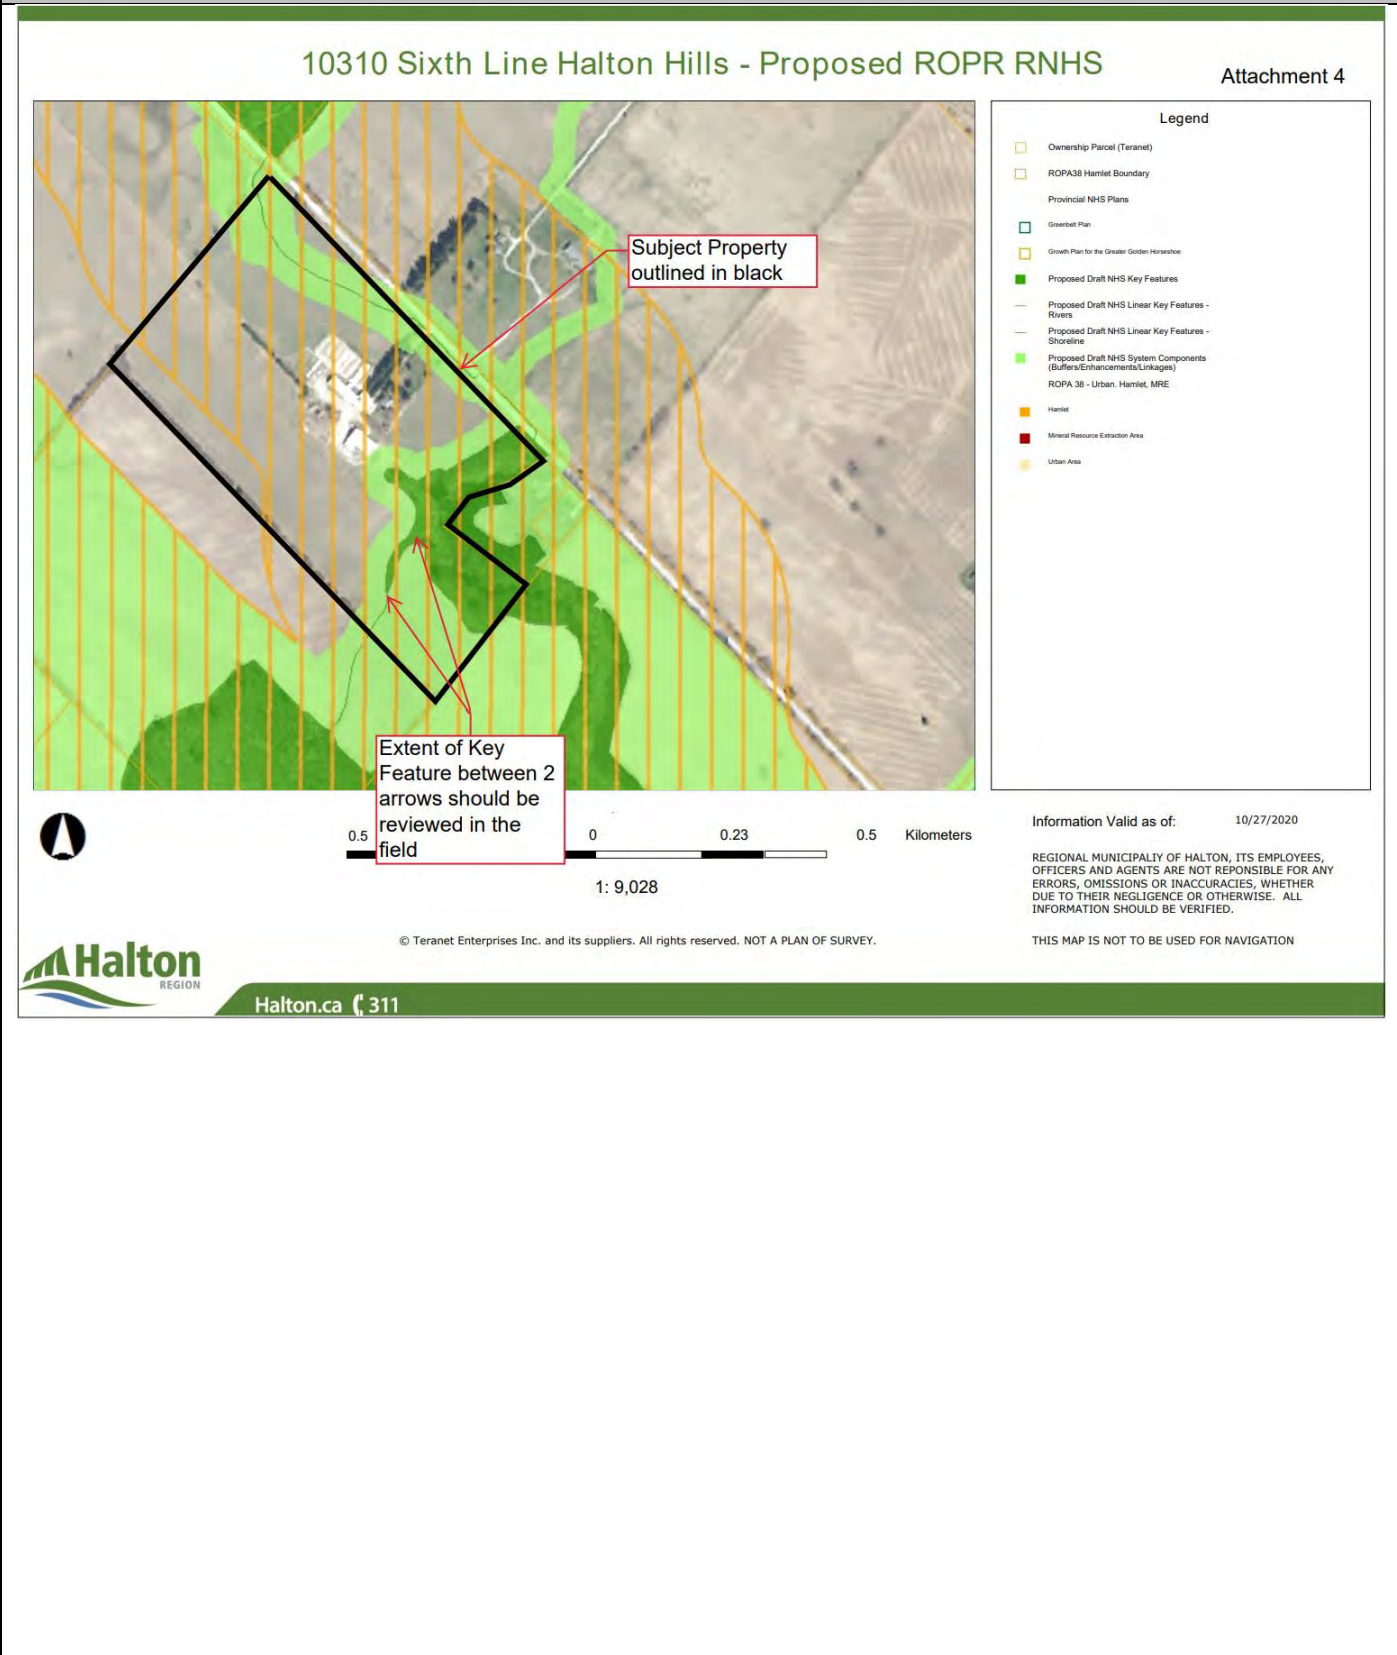 10310 Sixth Line Halton Hills - Proposed ROPR RNHS
Attachment 4
Subject Property
outlined in black
Extent of Key
Feature between 2
arrows should be
reviewed in the
field
Legend
Ownership Parcel (Teranet)
ROPA38 Hamlet Boundary
Provincial NHS Plans
Greenbelt Plan
Growth Plan for the Greater Golden Horseshoe
Proposed Draft NHS Key Features
Proposed Draft NHS Linear Key Features -
Rivers
Proposed Draft NHS Linear Key Features -
Shoreline
Proposed Draft NHS System Components
(Buffers/Enhancements/Linkages)
ROPA 38 - Urban. Hamlet, MRE
Hamlet
Mineral Resource Extraction Area
Urban Area
0.5 0 0.23 0.5 Kilometers
1: 9,028
Information Valid as of: 10/27/2020
REGIONAL MUNICIPALIY OF HALTON, ITS EMPLOYEES,
OFFICERS AND AGENTS ARE NOT REPONSIBLE FOR ANY
ERRORS, OMISSIONS OR INACCURACIES, WHETHER
DUE TO THEIR NEGLIGENCE OR OTHERWISE. ALL
INFORMATION SHOULD BE VERIFIED.
© Teranet Enterprises Inc. and its suppliers. All rights reserved. NOT A PLAN OF SURVEY.
THIS MAP IS NOT TO BE USED FOR NAVIGATION
Halton
REGION
Halton.ca 311